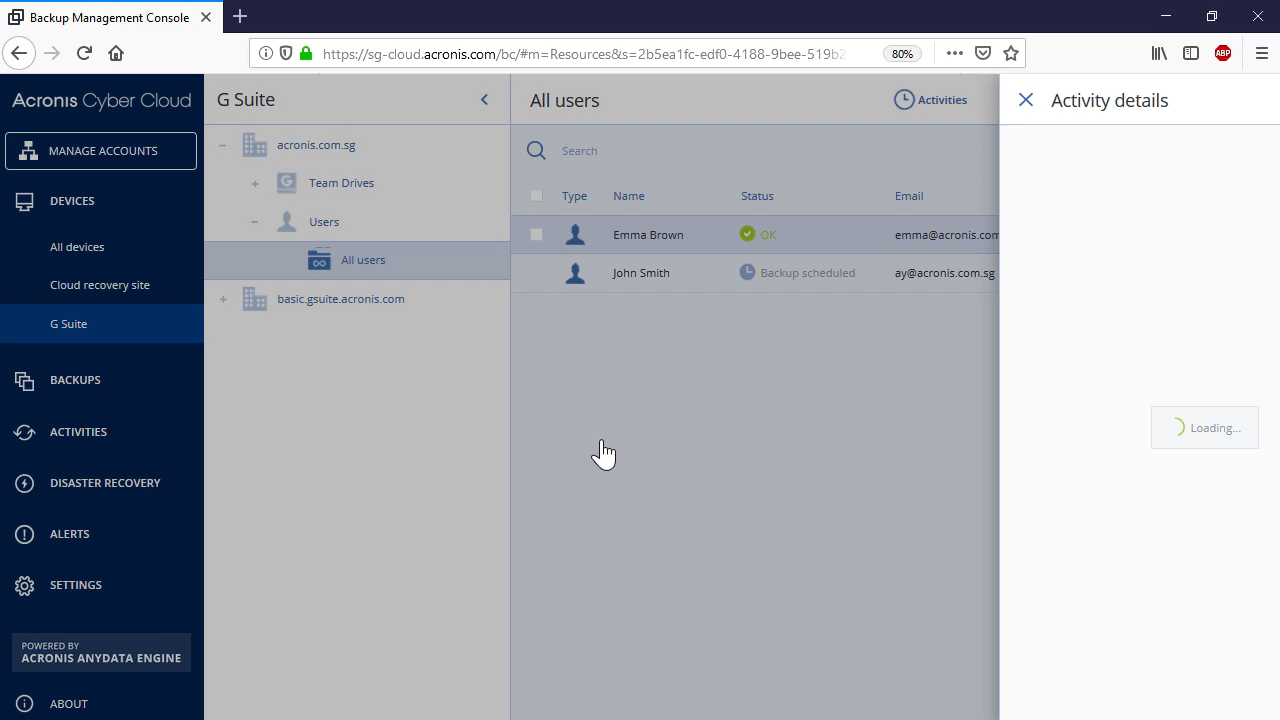 Backup Management Console
https://sg-cloud.acronis.com/bc/#m=Resources&s=2b5ea1fc-edf0-4188-9bee-519b2
80%
ABP
Acronis Cyber Cloud
MANAGE ACCOUNTS
DEVICES
All devices
Cloud recovery site
G Suite
BACKUPS
ACTIVITIES
DISASTER RECOVERY
ALERTS
SETTINGS
POWERED BY
ACRONIS ANYDATA ENGINE
ABOUT
G Suite
acronis.com.sg
Team Drives
Users
All users
basic.gsuite.acronis.com
All users
Activities
Search
Type Name Status Email
Emma Brown OK emma@acronis.com
John Smith Backup scheduled ay@acronis.com.sg
Activity details
Loading...